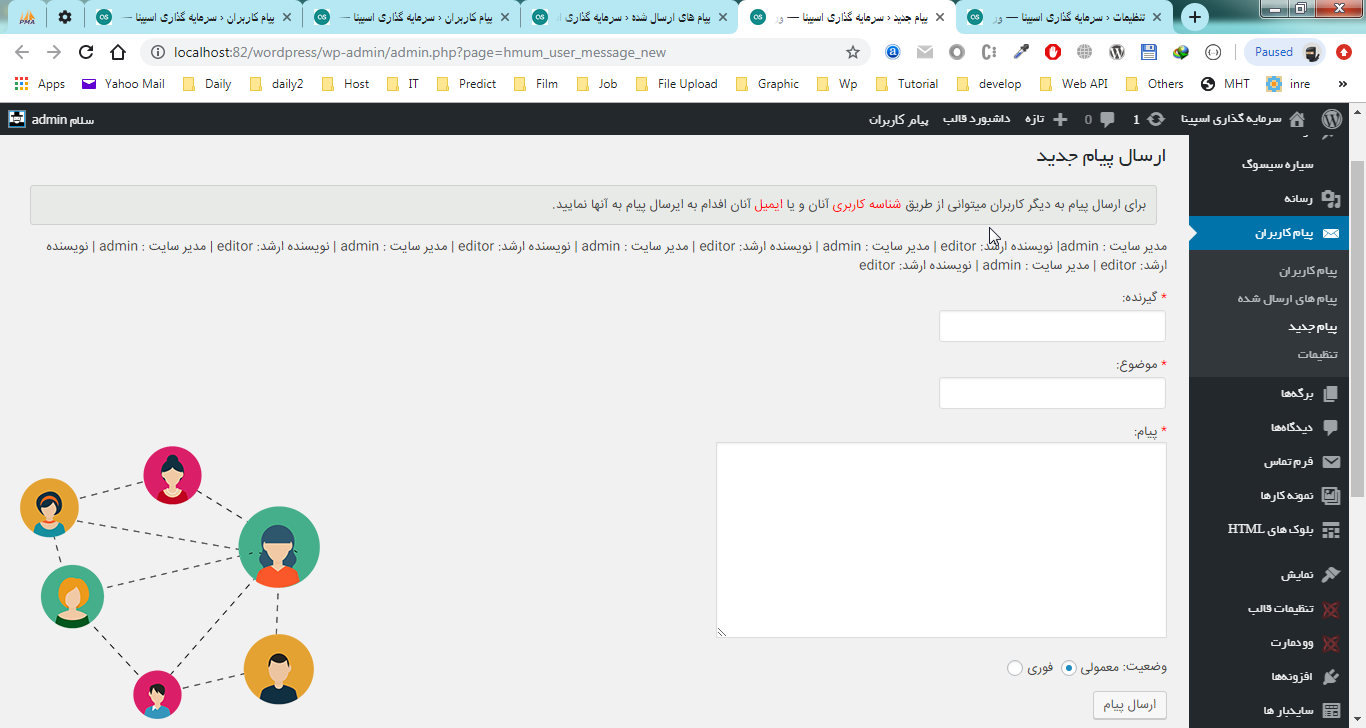 تنظیمات ‹ سرمایه گذاری اسپینا — ور
پیام جدید ‹ سرمایه گذاری اسپینا — ور
پیام های ارسال شده ‹ سرمایه گذاری ا
پیام کاربران ‹ سرمایه گذاری اسپینا —
پیام کاربران ‹ سرمایه گذاری اسپینا —
localhost:82/wordpress/wp-admin/admin.php?page=hmum_user_message_new
Paused
Apps Yahoo Mail Daily daily2 Host IT Predict Film Job File Upload Graphic Wp Tutorial develop Web API Others MHT inre »
سرمایه گذاری اسپینا 1 0 تازه داشبورد قالب پیام کاربران سلام admin
سیاره سیسوگ
رسانه
پیام کاربران
پیام کاربران
پیام های ارسال شده
پیام جدید
تنظیمات
برگه‌ها
دیدگاه‌ها
فرم تماس
نمونه کارها
بلوک های HTML
نمایش
تنظیمات قالب
وودمارت
افزونه‌ها
سایدبار ها
ارسال پیام جدید
برای ارسال پیام به دیگر کاربران میتوانی از طریق شناسه کاربری آنان و یا ایمیل آنان اقدام به ایرسال پیام به آنها نمایید.
مدیر سایت : admin| نویسنده ارشد: editor | مدیر سایت : admin | نویسنده ارشد: editor | مدیر سایت : admin | نویسنده ارشد: editor | مدیر سایت : admin | نویسنده ارشد: editor | مدیر سایت : admin | نویسنده
ارشد: editor | مدیر سایت : admin | نویسنده ارشد: editor
* گیرنده:
* موضوع:
* پیام:
وضعیت: معمولی فوری
ارسال پیام